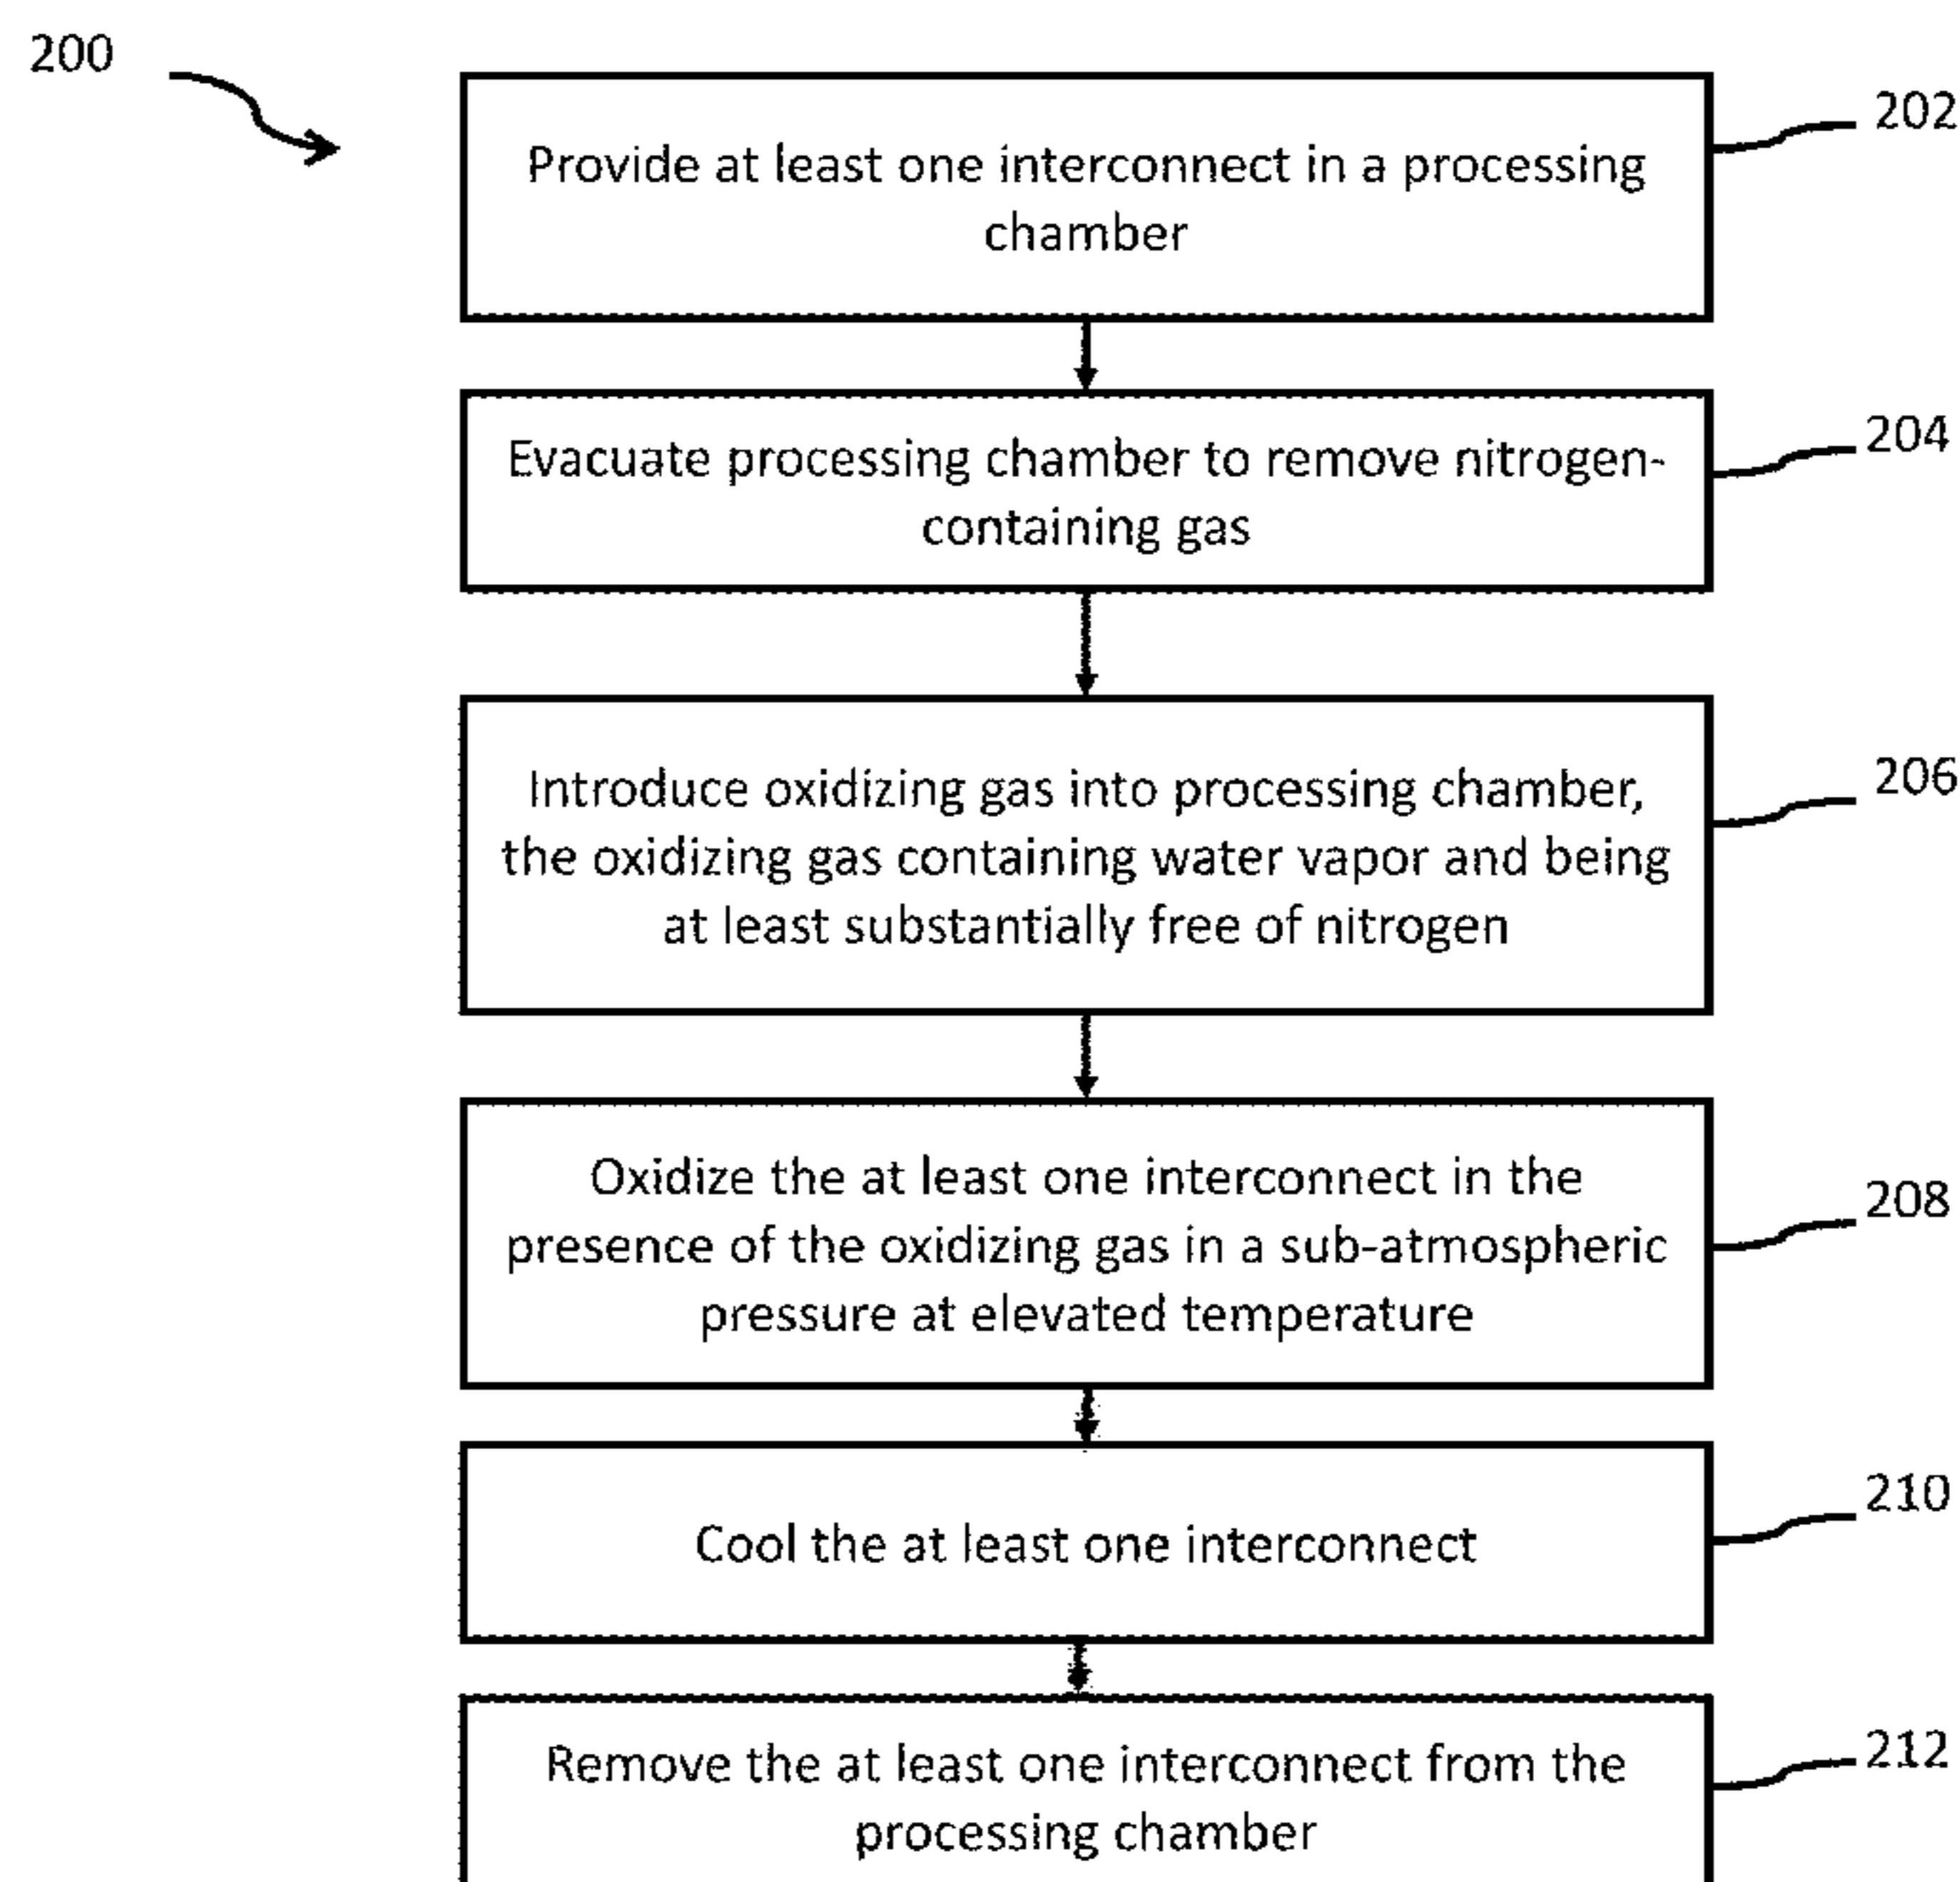 200
202
Provide at least one interconnect in a processing
chamber
204
Evacuate processing chamber to remove nitrogen-
containing gas
206
Introduce oxidizing gas into processing chamber,
the oxidizing gas containing water vapor and being
at least substantially free of nitrogen
208
Oxidize the at least one interconnect in the
presence of the oxidizing gas in a sub-atmospheric
pressure at elevated temperature
210
Cool the at least one interconnect
212
Remove the at least one interconnect from the
processing chamber